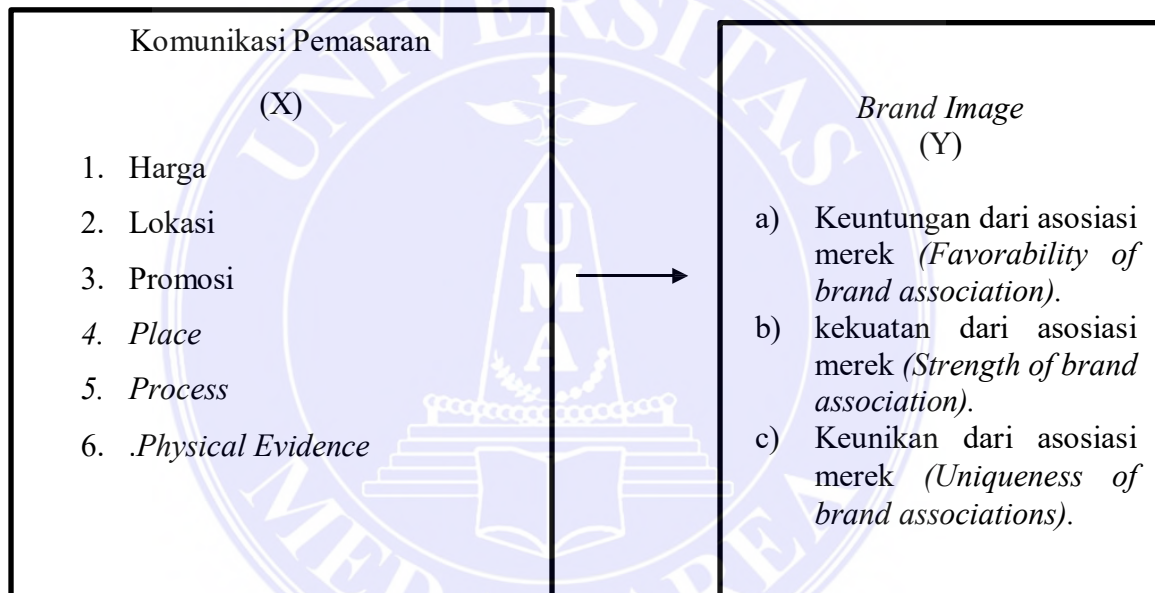 Komunikasi Pemasaran
(X)
1. Harga
2. Lokasi
3. Promosi
4. Place
5. Process
6. .Physical Evidence
Brand Image
(Y)
a) Keuntungan dari asosiasi
merek (Favorability of
brand association).
b) kekuatan dari asosiasi
merek (Strength of brand
association).
c) Keunikan dari asosiasi
merek (Uniqueness of
brand associations).
UNIVERSITAS
UMA